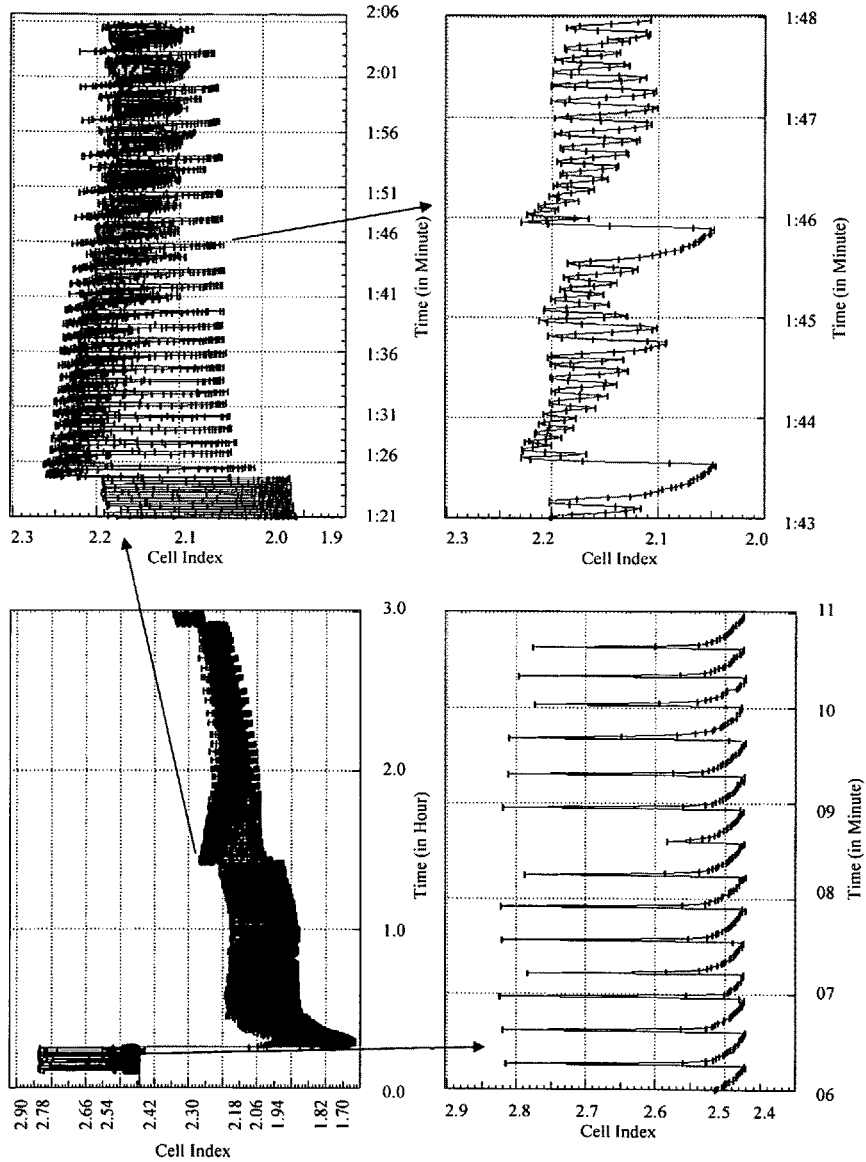 2:06
2:01
1:56
1:51
1:46
1:41
1:36
1:31
1:26
1:21
Time (in Minute)
2.3 2.2 2.1 2.0 1.9
Cell Index
1:48
1:47
1:46
1:45
1:44
1:43
Time (in Minute)
2.3 2.2 2.1 2.0
Cell Index
3.0
2.0
1.0
0.0
Time (in Hour)
2.90 2.78 2.66 2.54 2.42 2.30 2.18 2.06 1.94 1.82 1.70
Cell Index
11
10
09
08
07
06
Time (in Minute)
2.9 2.8 2.7 2.6 2.5 2.4
Cell Index